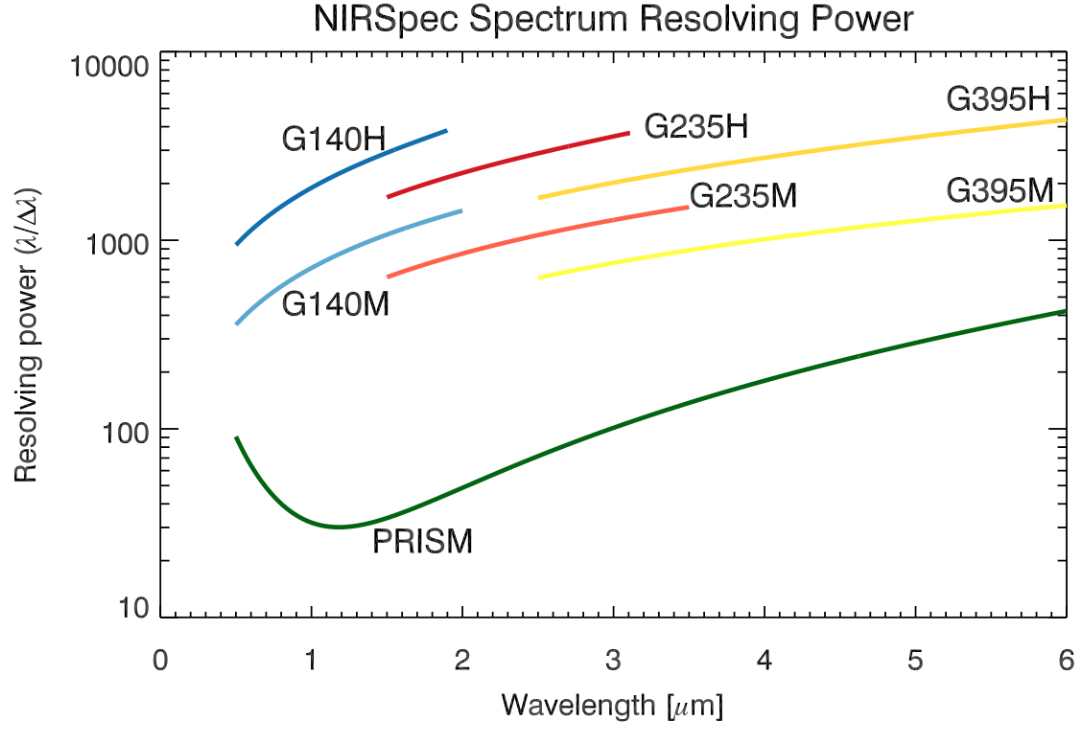 NIRSpec Spectrum Resolving Power
10000
1000
100
10
Resolving power (λ/Δλ)
G140H
G235H
G395H
G140M
G235M
G395M
PRISM
0 1 2 3 4 5 6
Wavelength [μm]